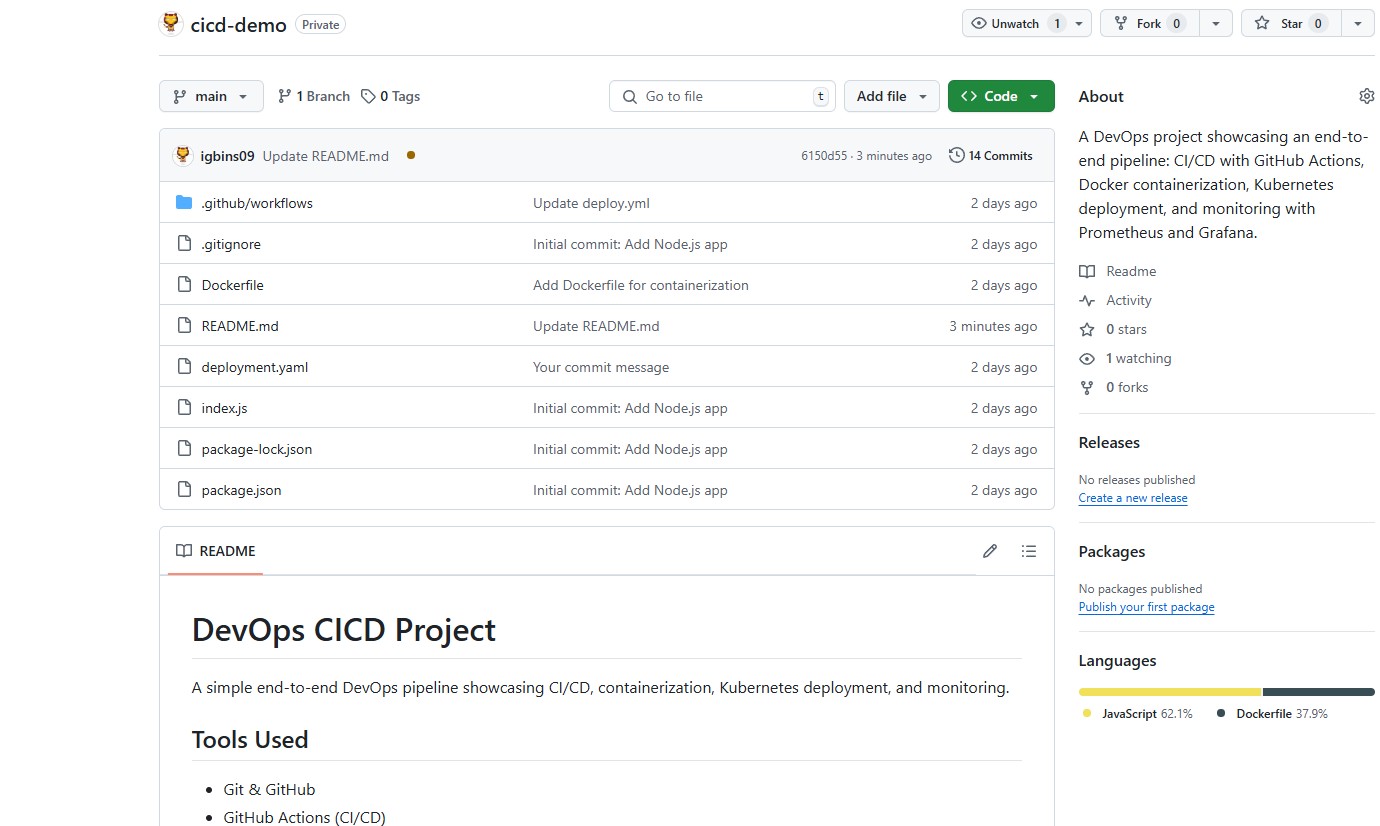 cicd-demo Private Unwatch 1 Fork 0 Star 0
main 1 Branch 0 Tags Go to file t Add file Code
igbins09 Update README.md 6150d55 · 3 minutes ago 14 Commits
.github/workflows Update deploy.yml 2 days ago
.gitignore Initial commit: Add Node.js app 2 days ago
Dockerfile Add Dockerfile for containerization 2 days ago
README.md Update README.md 3 minutes ago
deployment.yaml Your commit message 2 days ago
index.js Initial commit: Add Node.js app 2 days ago
package-lock.json Initial commit: Add Node.js app 2 days ago
package.json Initial commit: Add Node.js app 2 days ago
README
DevOps CICD Project
A simple end-to-end DevOps pipeline showcasing CI/CD, containerization, Kubernetes deployment, and monitoring.
Tools Used
Git & GitHub
GitHub Actions (CI/CD)
About
A DevOps project showcasing an end-to-
end pipeline: CI/CD with GitHub Actions,
Docker containerization, Kubernetes
deployment, and monitoring with
Prometheus and Grafana.
Readme
Activity
0 stars
1 watching
0 forks
Releases
No releases published
Create a new release
Packages
No packages published
Publish your first package
Languages
JavaScript 62.1% Dockerfile 37.9%